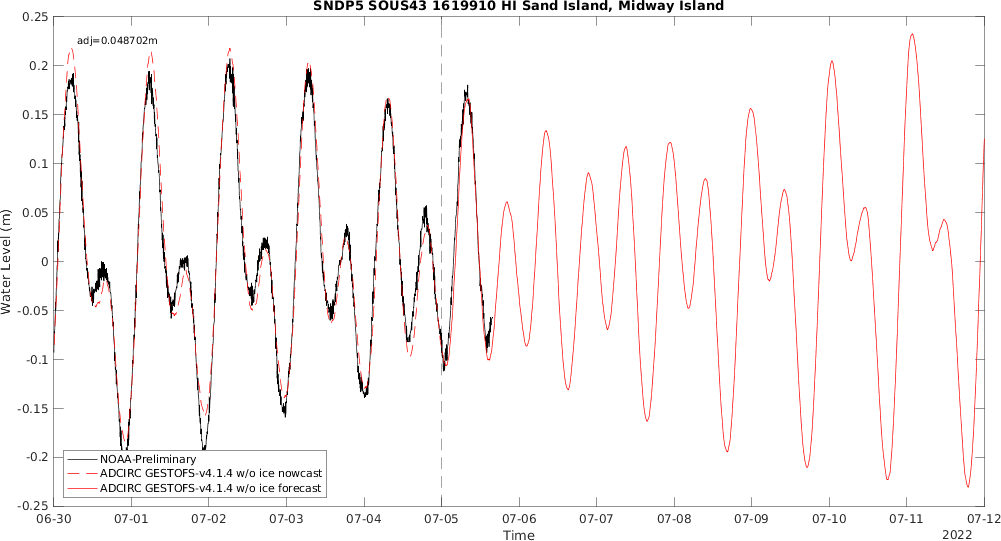 SNDP5 SOUS43 1619910 HI Sand Island, Midway Island
adj=0.048702m
0.25
0.2
0.15
0.1
0.05
0
-0.05
-0.1
-0.15
-0.2
-0.25
Water Level (m)
NOAA-Preliminary
ADCIRC GESTOFS-v4.1.4 w/o ice nowcast
ADCIRC GESTOFS-v4.1.4 w/o ice forecast
06-30 07-01 07-02 07-03 07-04 07-05 07-06 07-07 07-08 07-09 07-10 07-11 07-12
Time
2022